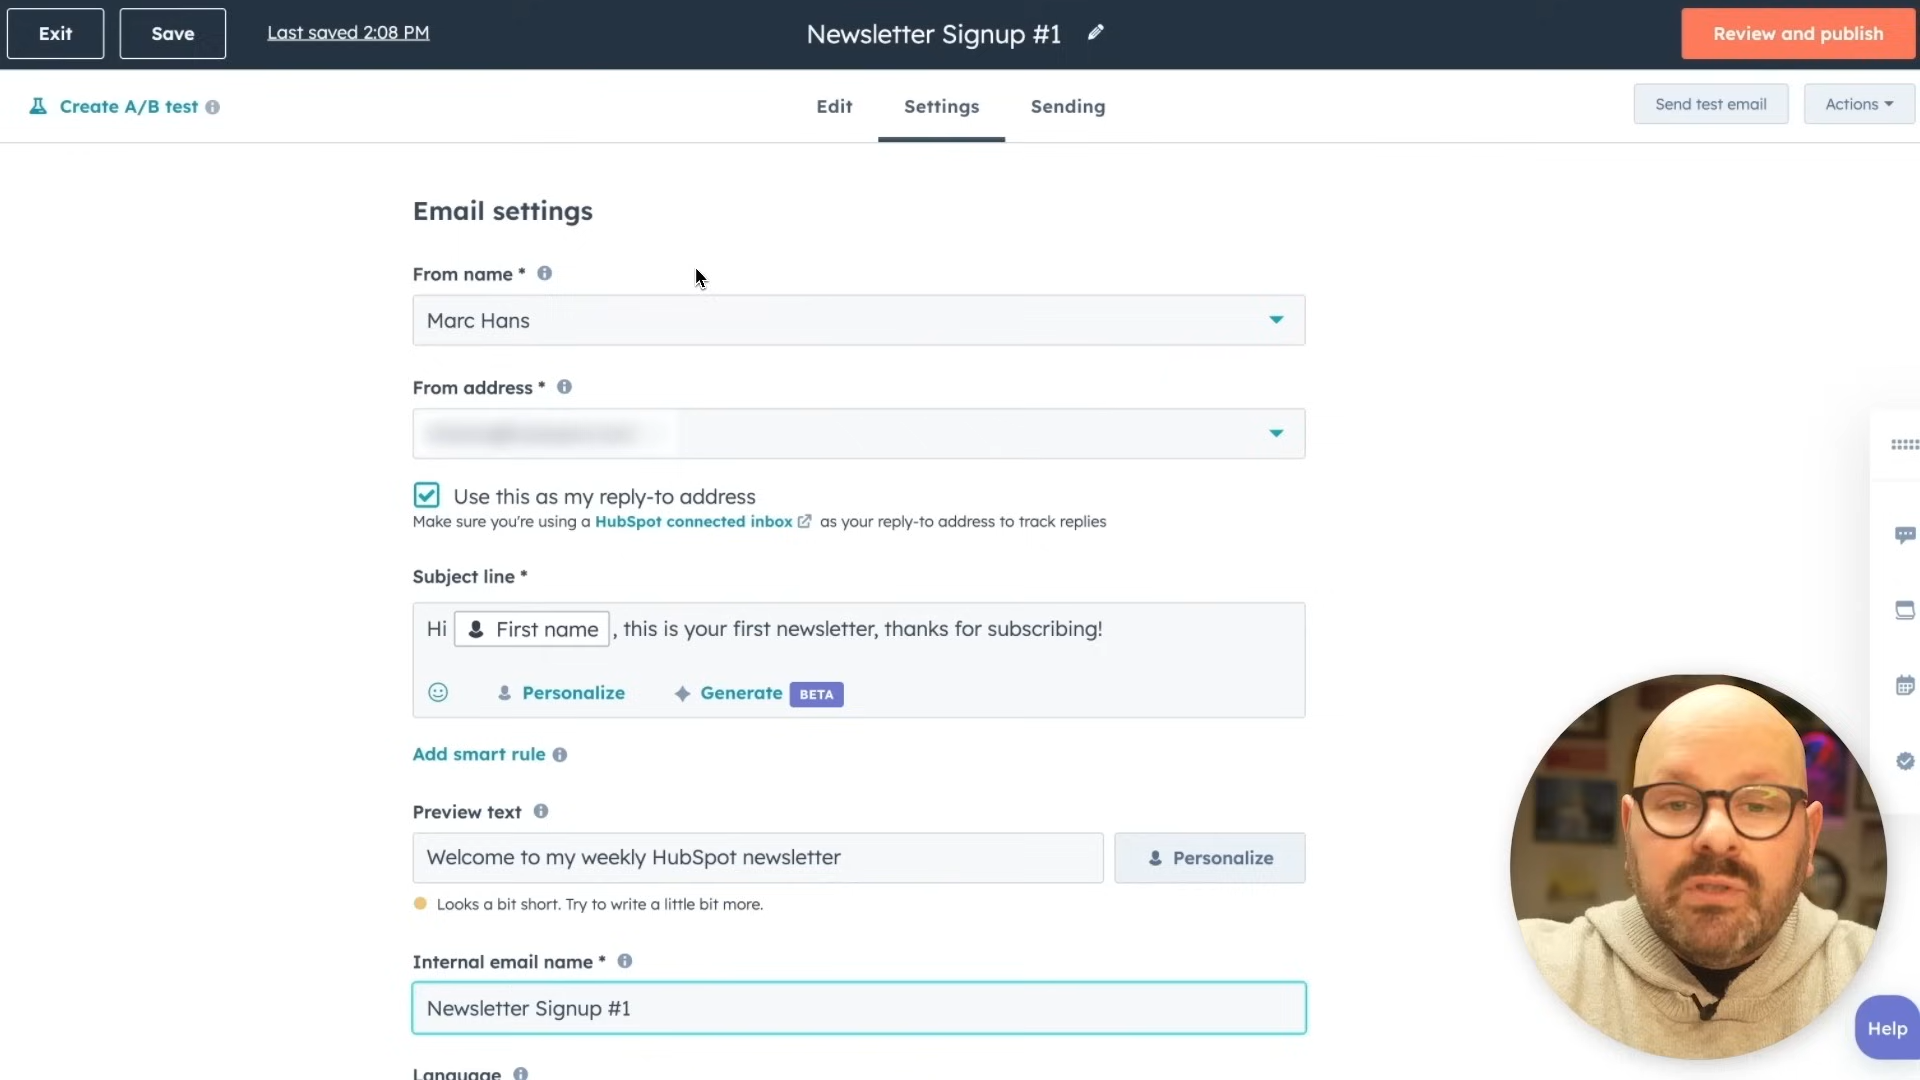 Exit
Save
Last saved 2:08 PM
Newsletter Signup #1
Review and publish
Create A/B test
Edit
Settings
Sending
Send test email
Actions
Email settings
From name *
Marc Hans
From address *
Use this as my reply-to address
Make sure you're using a HubSpot connected inbox as your reply-to address to track replies
Subject line *
Hi First name , this is your first newsletter, thanks for subscribing!
Personalize
Generate BETA
Add smart rule
Preview text
Welcome to my weekly HubSpot newsletter
Personalize
Looks a bit short. Try to write a little bit more.
Internal email name *
Newsletter Signup #1
Language
Help